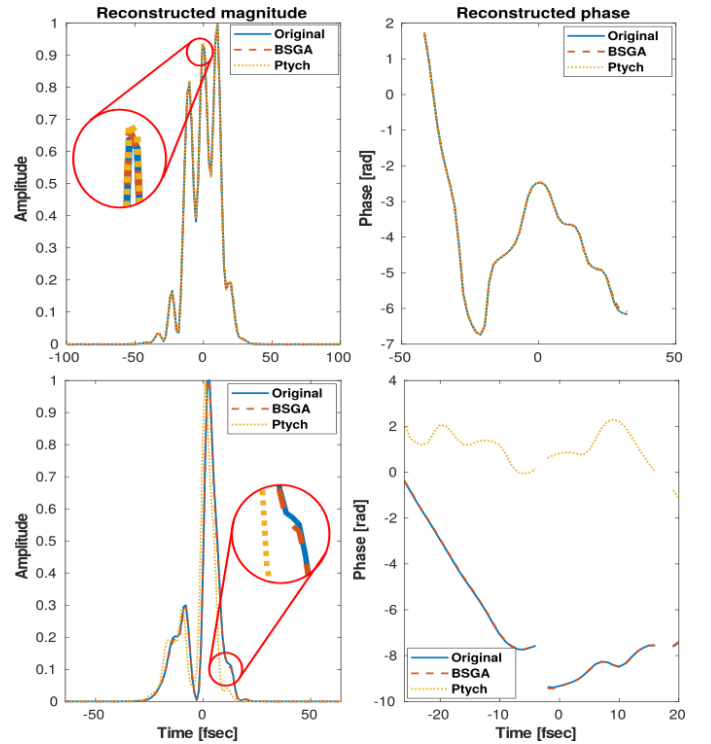 Reconstructed magnitude
Amplitude
1
0.9
0.8
0.7
0.6
0.5
0.4
0.3
0.2
0.1
0
-100
-50
0
50
100
Original
BSGA
Ptych
Reconstructed phase
Phase [rad]
2
1
0
-1
-2
-3
-4
-5
-6
-7
-50
0
50
Original
BSGA
Ptych
Amplitude
1
0.9
0.8
0.7
0.6
0.5
0.4
0.3
0.2
0.1
0
-50
0
50
Time [fsec]
Original
BSGA
Ptych
Phase [rad]
4
2
0
-2
-4
-6
-8
-10
-20
-10
0
10
20
Time [fsec]
Original
BSGA
Ptych